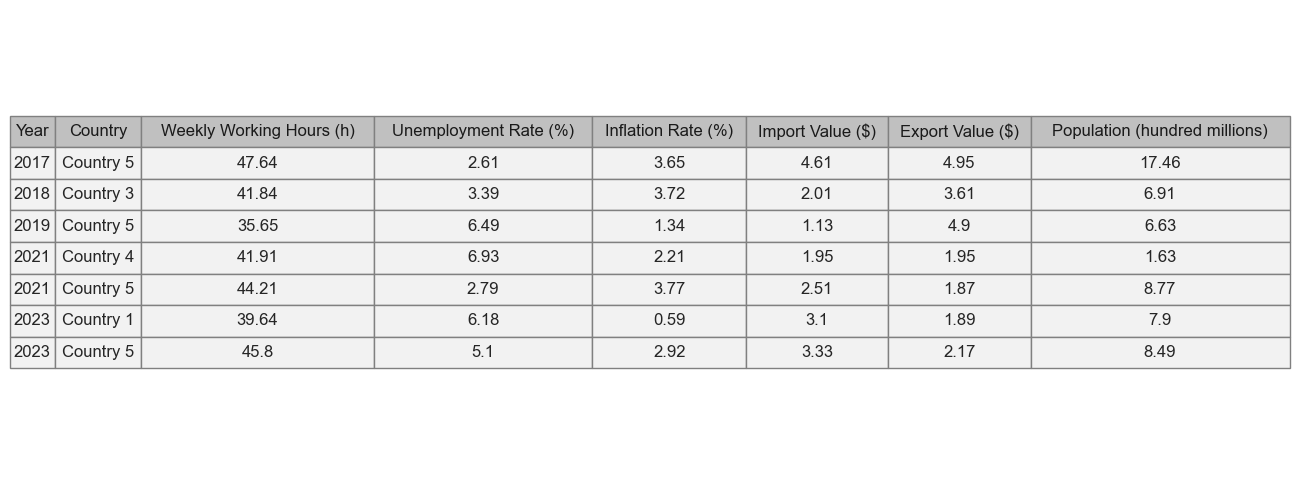 Year Country Weekly Working Hours (h) Unemployment Rate (%) Inflation Rate (%) Import Value ($) Export Value ($) Population (hundred millions)
2017 Country 5 47.64 2.61 3.65 4.61 4.95 17.46
2018 Country 3 41.84 3.39 3.72 2.01 3.61 6.91
2019 Country 5 35.65 6.49 1.34 1.13 4.9 6.63
2021 Country 4 41.91 6.93 2.21 1.95 1.95 1.63
2021 Country 5 44.21 2.79 3.77 2.51 1.87 8.77
2023 Country 1 39.64 6.18 0.59 3.1 1.89 7.9
2023 Country 5 45.8 5.1 2.92 3.33 2.17 8.49